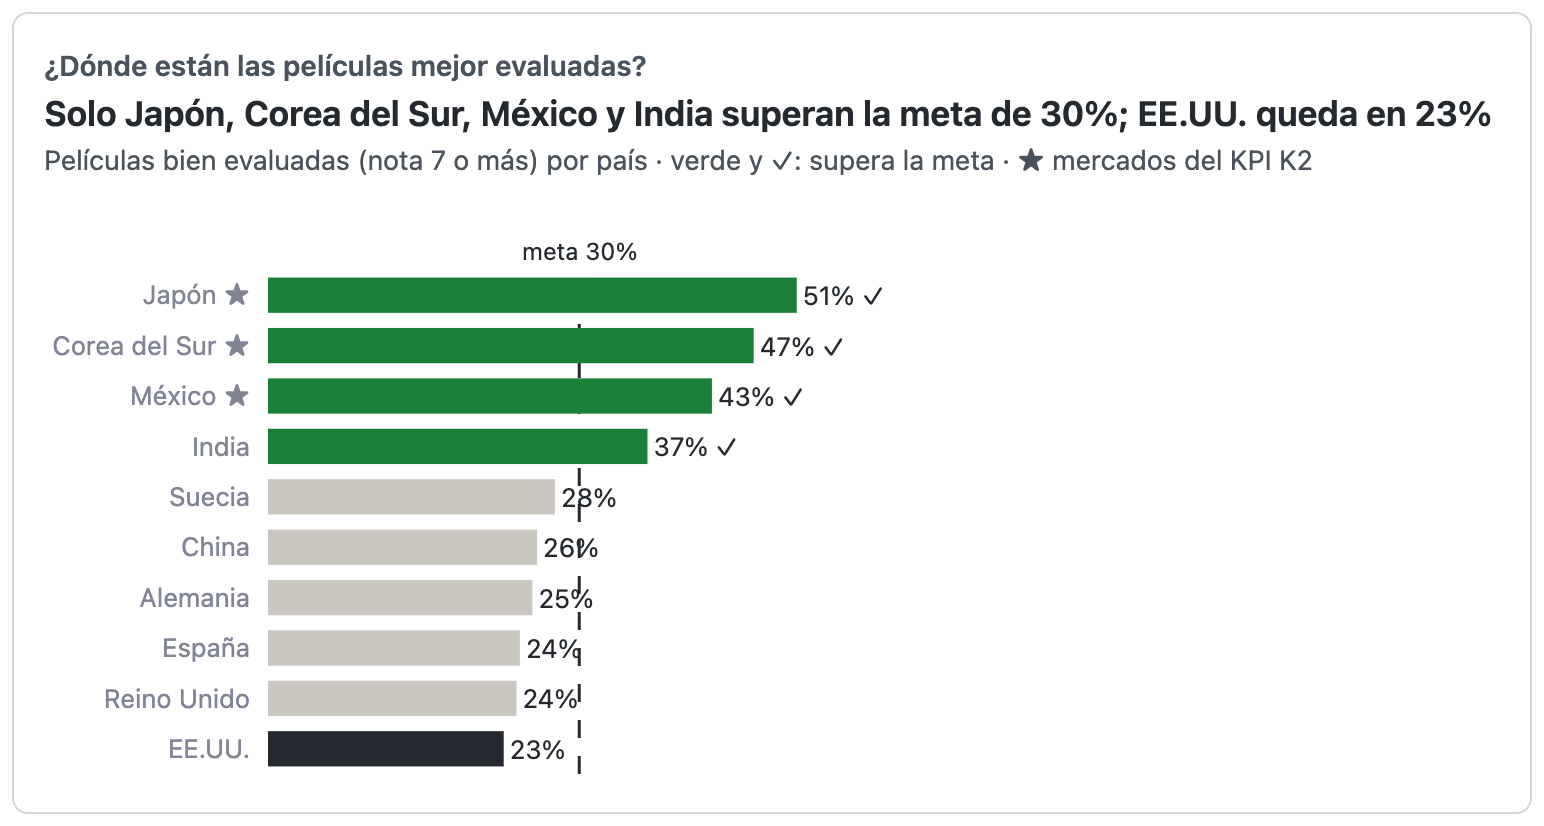 ¿Dónde están las películas mejor evaluadas?
Solo Japón, Corea del Sur, México y India superan la meta de 30%; EE.UU. queda en 23%
Películas bien evaluadas (nota 7 o más) por país · verde y ✓: supera la meta · ★ mercados del KPI K2
meta 30%
Japón ★ 51% ✓
Corea del Sur ★ 47% ✓
México ★ 43% ✓
India 37% ✓
Suecia 28%
China 26%
Alemania 25%
España 24%
Reino Unido 24%
EE.UU. 23%